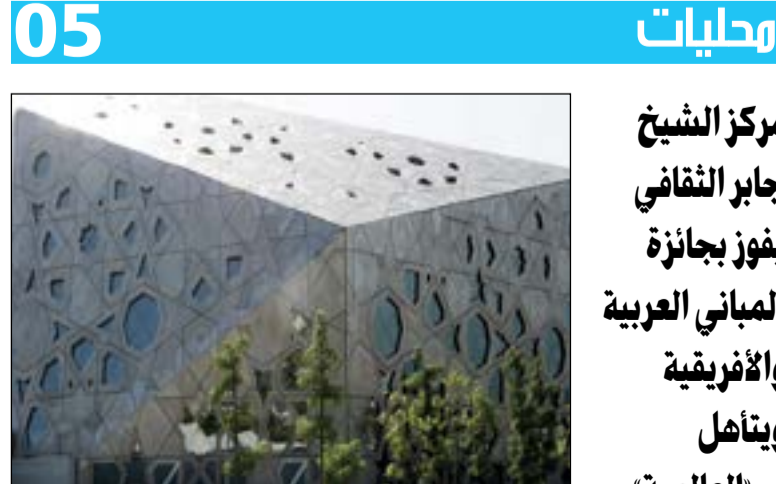 محليات
05
مركز الشيخ
جابر الثقافي
يفوز بجائزة
المباني العربية
والأفريقية
ويتأهل